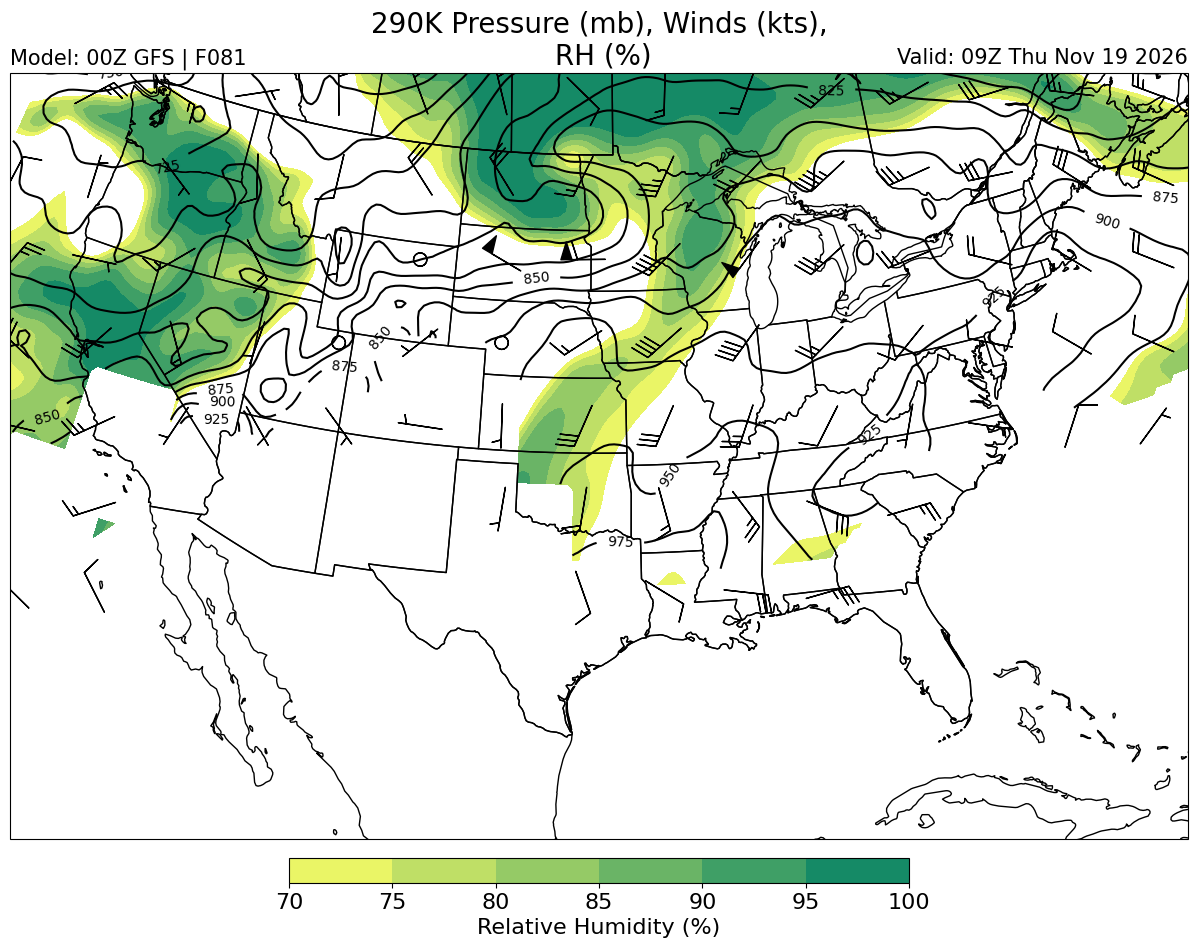 290K Pressure (mb), Winds (kts),
RH (%)
Model: 00Z GFS | F081
Valid: 09Z Thu Nov 19 2026
825
725
875
900
850
825
850
875
875
900
925
850
925
950
975
70 75 80 85 90 95 100
Relative Humidity (%)